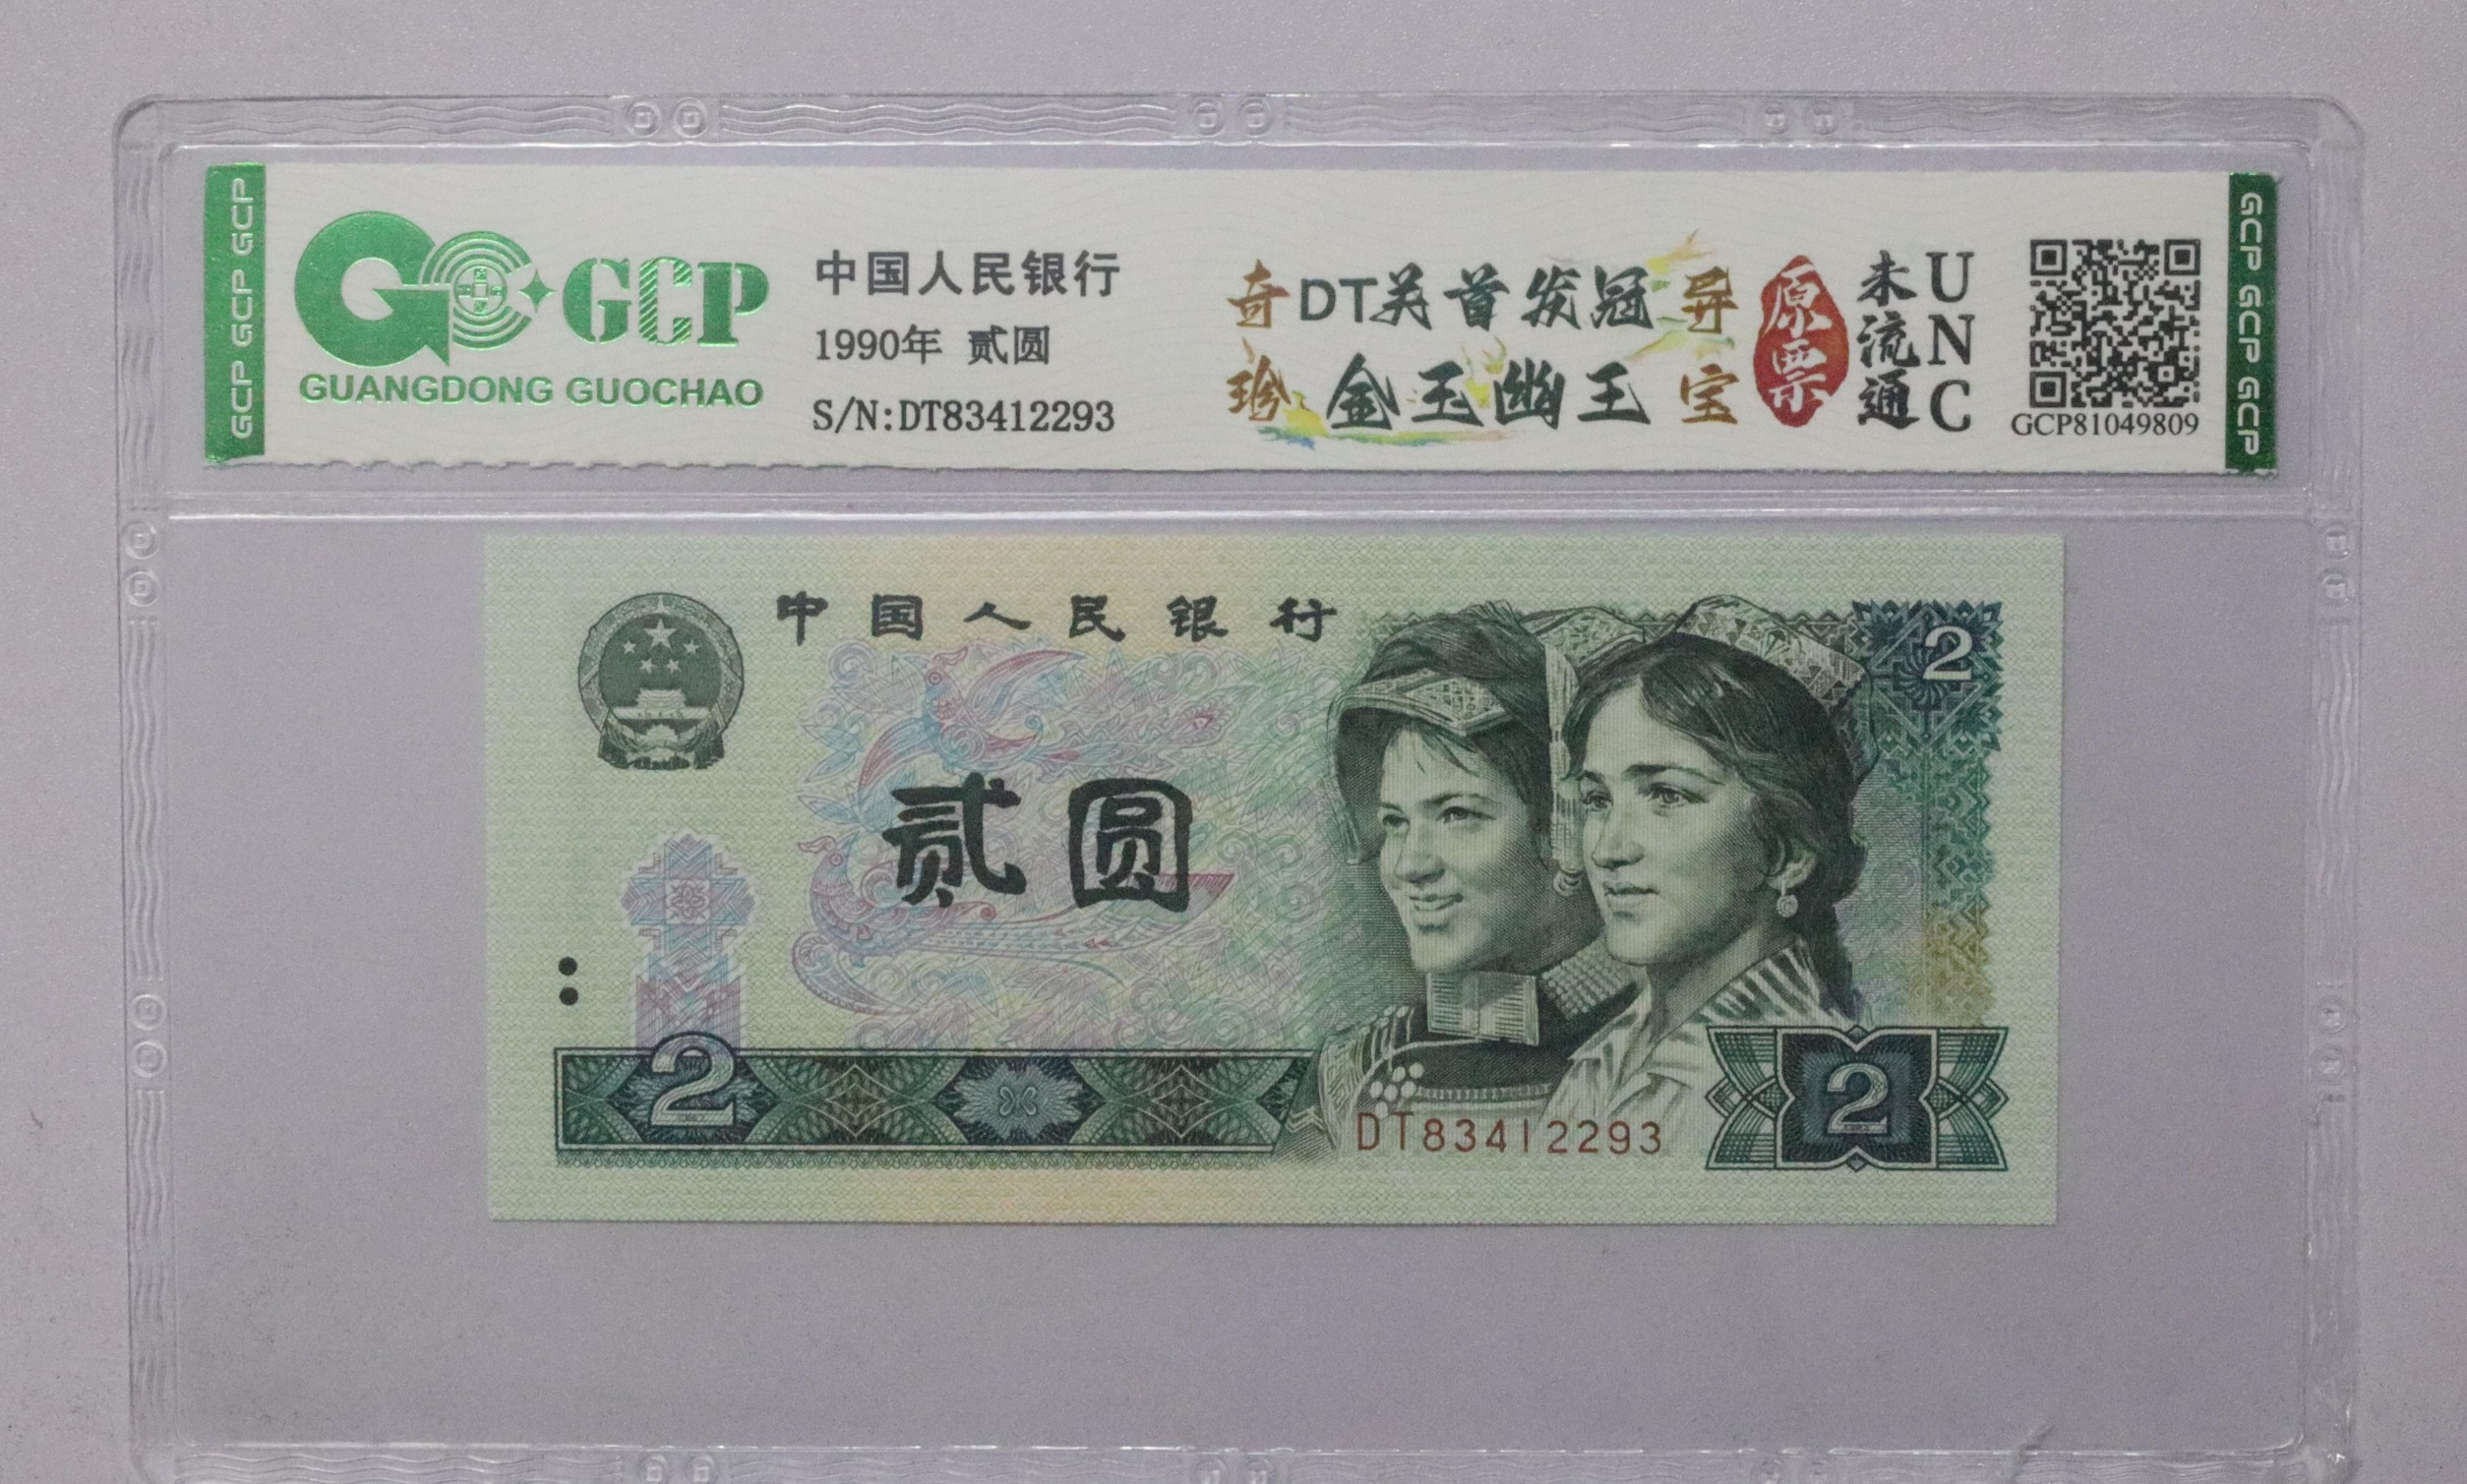 GCP GCP GCP
GCP
GUANGDONG GUOCHAO
中国人民银行
1990年 贰圆
S/N:DT83412293
奇 DT关首发冠 异
珍 金玉幽王 宝
原票
未流通
UNC
GCP81049809
GCP GCP GCP
中国人民银行
2
贰圆
2
DT83412293
2